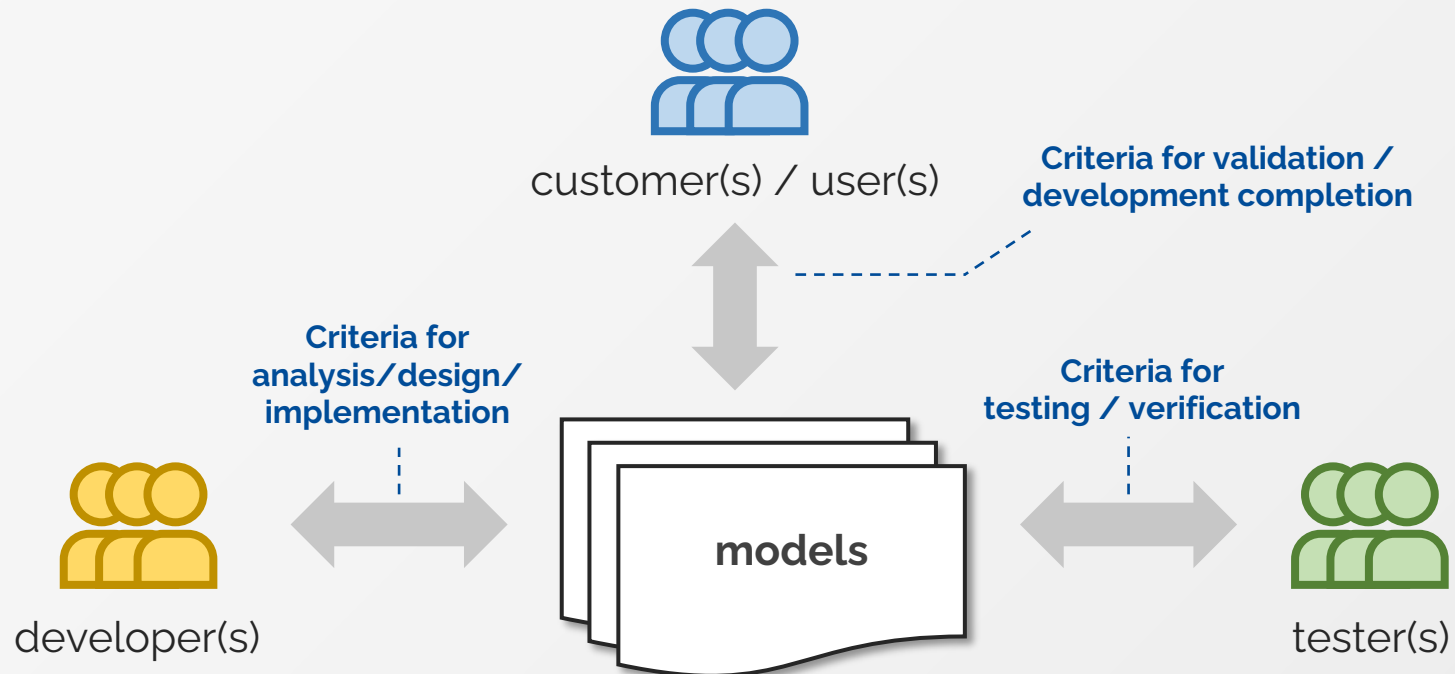 customer(s) / user(s)
Criteria for validation /
development completion
Criteria for
analysis/design/
implementation
Criteria for
testing / verification
models
developer(s)
tester(s)